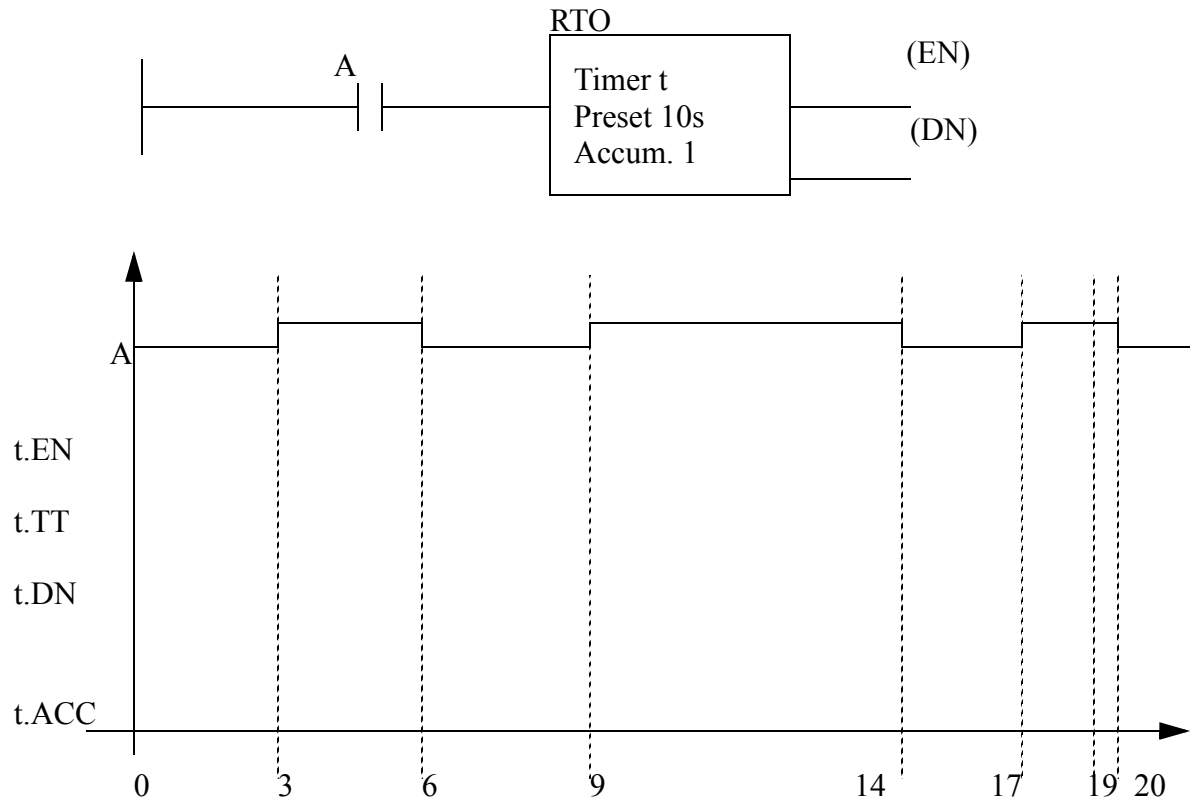 RTO
A
(EN)
Timer t
Preset 10s
(DN)
Accum. 1
A
t.EN
t.TT
t.DN
t.ACC
0 3 6 9 14 17 19 20